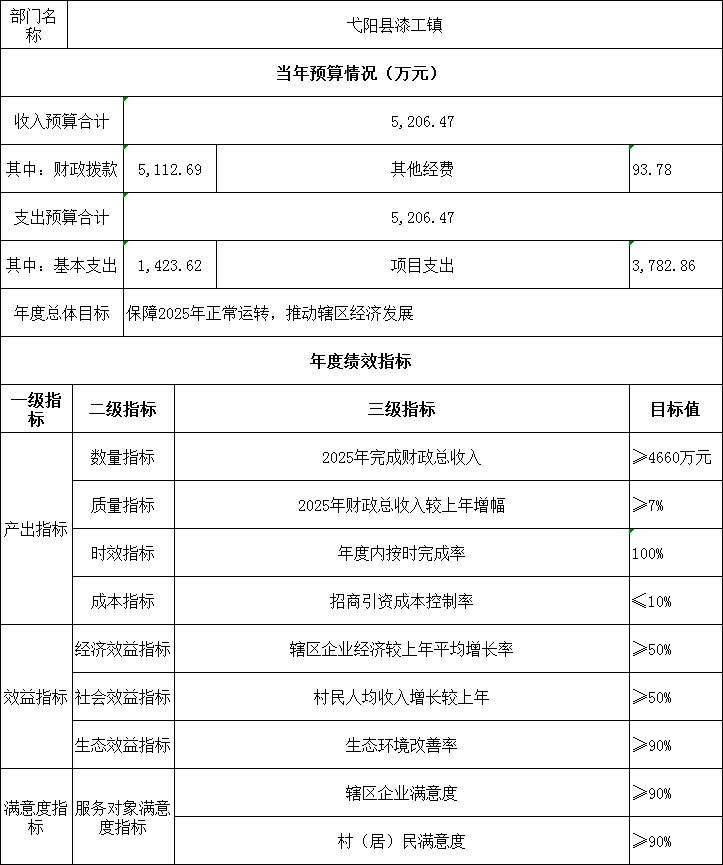 部门名
称
弋阳县漆工镇
当年预算情况（万元）
收入预算合计
5,206.47
其中：财政拨款
5,112.69
其他经费
93.78
支出预算合计
5,206.47
其中：基本支出
1,423.62
项目支出
3,782.86
年度总体目标
保障2025年正常运转，推动辖区经济发展
年度绩效指标
一级指
标
二级指标
三级指标
目标值
产出指标
数量指标
2025年完成财政总收入
≥4660万元
质量指标
2025年财政总收入较上年增幅
≥7%
时效指标
年度内按时完成率
100%
成本指标
招商引资成本控制率
≤10%
效益指标
经济效益指标
辖区企业经济较上年平均增长率
≥50%
社会效益指标
村民人均收入增长较上年
≥50%
生态效益指标
生态环境改善率
≥90%
满意度指
标
服务对象满意
度指标
辖区企业满意度
≥90%
村（居）民满意度
≥90%